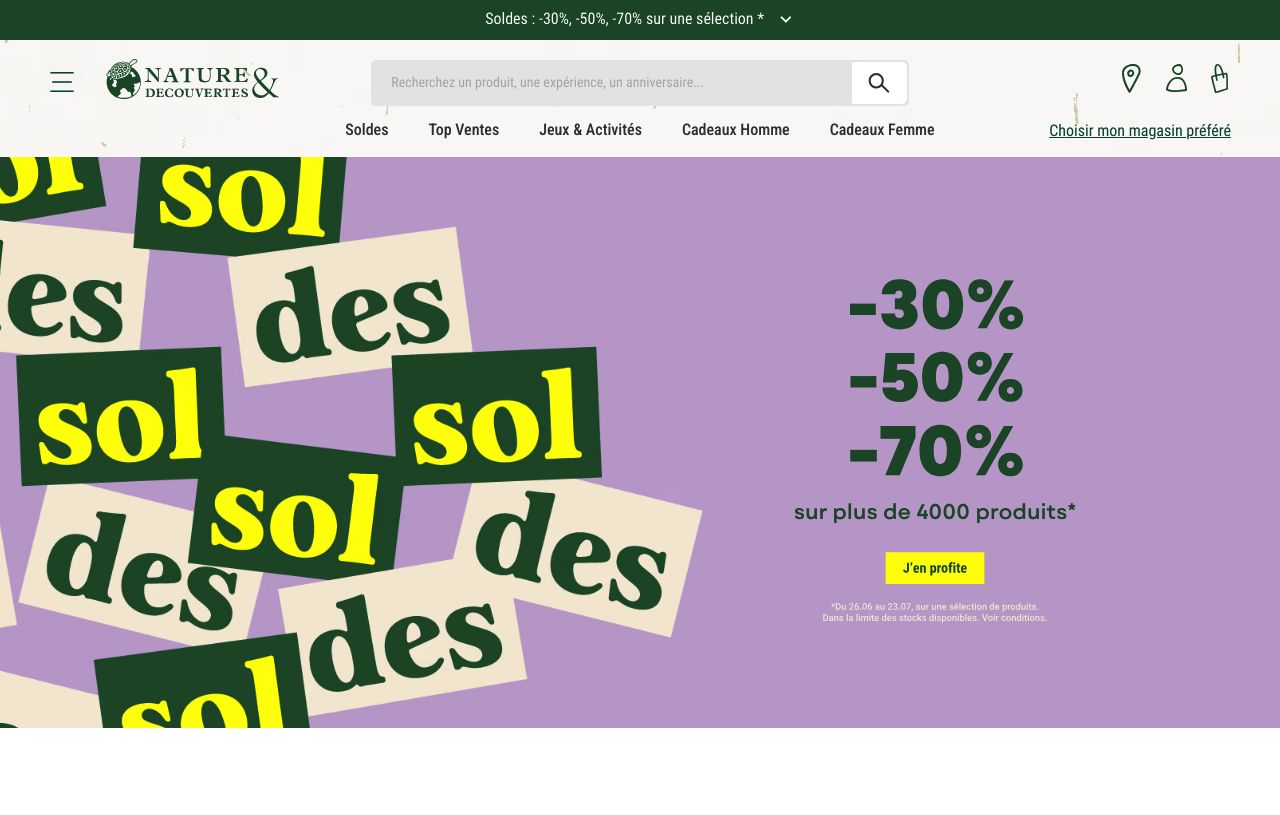 Soldes : -30%, -50%, -70% sur une sélection *
NATURE &
DECOUVERTES
Recherchez un produit, une expérience, un anniversaire...
Soldes
Top Ventes
Jeux & Activités
Cadeaux Homme
Cadeaux Femme
Choisir mon magasin préféré
sol
sol
des
des
sol
sol
sol
des
des
des
sol
-30%
-50%
-70%
sur plus de 4000 produits*
J'en profite
*Du 26.06 au 23.07, sur une sélection de produits.
Dans la limite des stocks disponibles. Voir conditions.